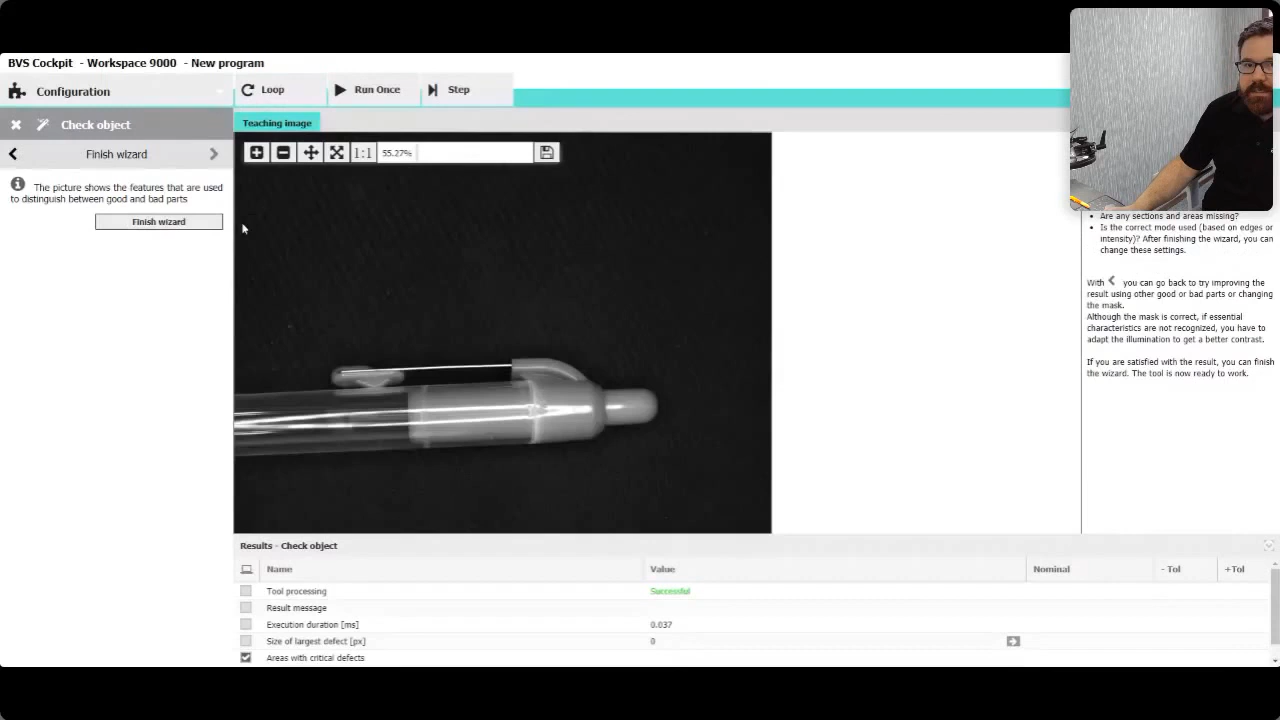 BVS Cockpit - Workspace 9000 - New program
Configuration
Loop
Run Once
Step
Check object
Teaching image
Finish wizard
1:1
55.27%
The picture shows the features that are used
to distinguish between good and bad parts
Finish wizard
• Are any sections and areas missing?
• Is the correct mode used (based on edges or
intensity)? After finishing the wizard, you can
change these settings.
With < you can go back to try improving the
result using other good or bad parts or changing
the mask.
Although the mask is correct, if essential
characteristics are not recognized, you have to
adapt the illumination to get a better contrast.
If you are satisfied with the result, you can finish
the wizard. The tool is now ready to work.
Results - Check object
Name Value Nominal - Tol +Tol
Tool processing Successful
Result message
Execution duration [ms] 0.037
Size of largest defect [px] 0
Areas with critical defects